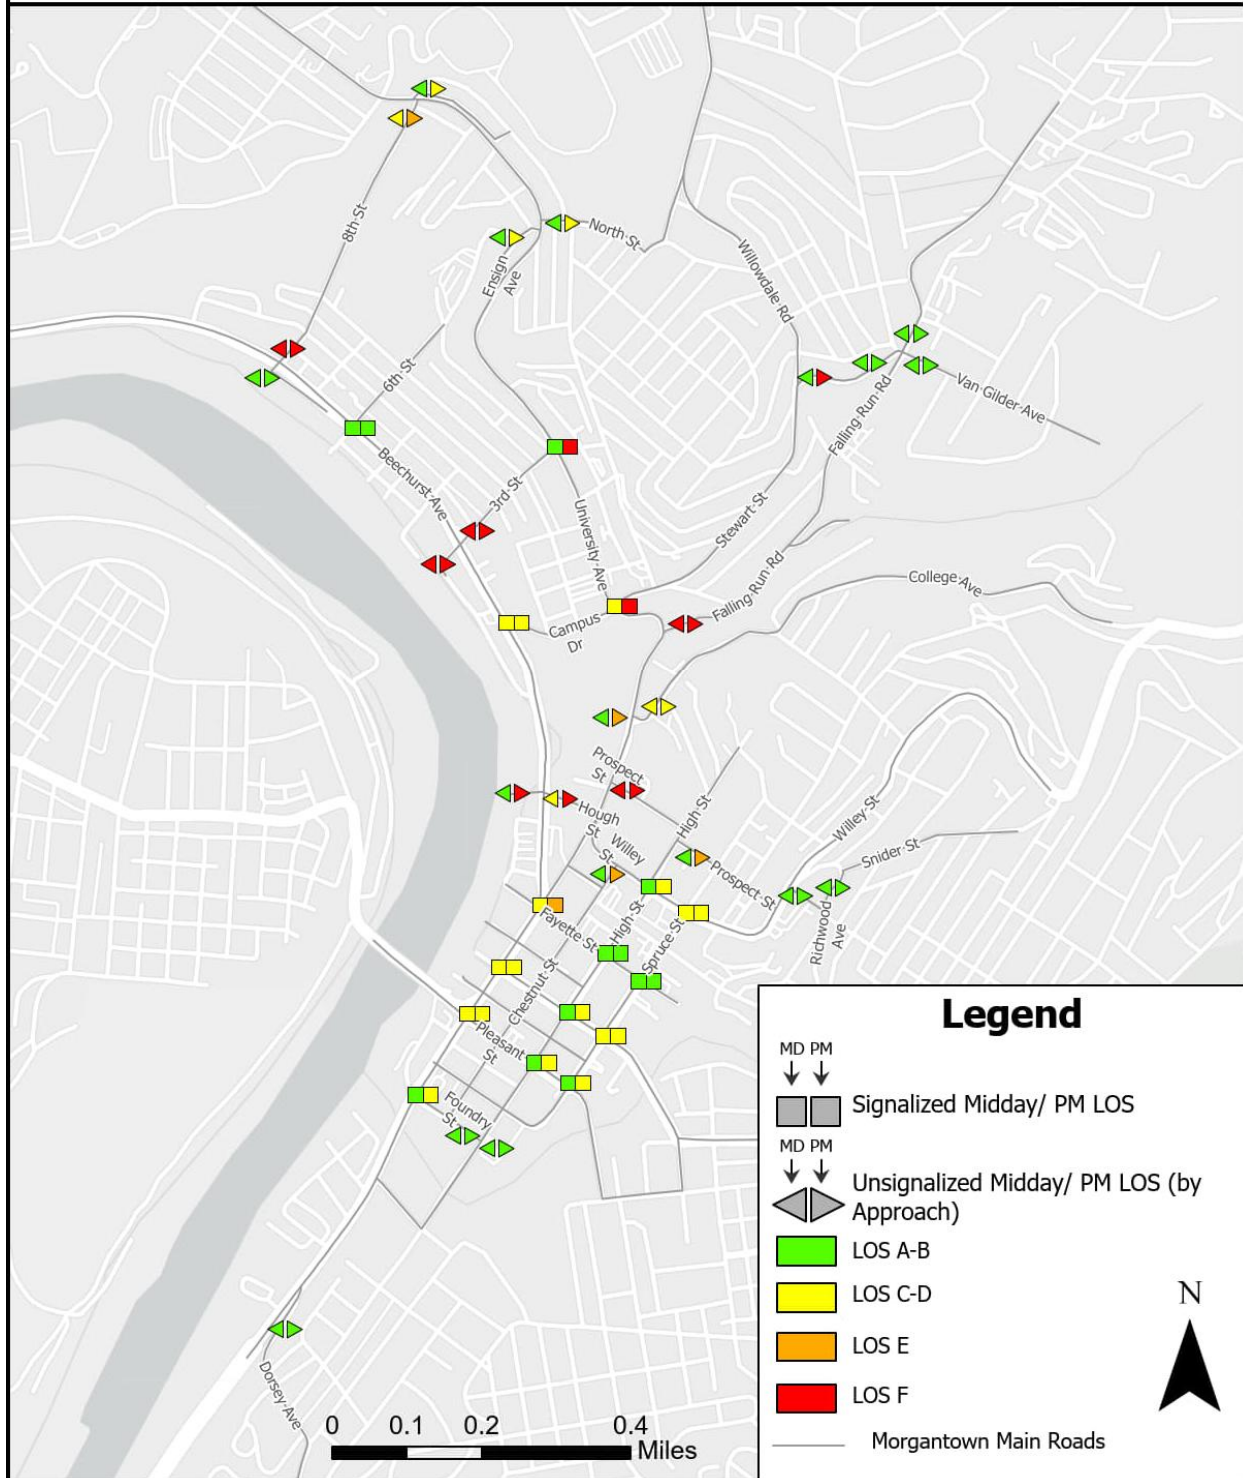 8th St
North St
Ensign
Ave
Willowdale Rd
6th St
Van Gilder Ave
Falling Run Rd
Beechurst Ave
3rd St
University Ave
Stewart St
College Ave
Falling Run Rd
Campus
Dr
Prospect
St
High St
Hough
St
Willey
St
Willey St
Snider St
Prospect St
Richwood
Ave
Fayette St
High St
Spruce St
Chestnut St
Pleasant
St
Foundry
St
Dorsey Ave
Legend
MD PM
Signalized Midday/ PM LOS
MD PM
Unsignalized Midday/ PM LOS (by
Approach)
LOS A-B
LOS C-D
LOS E
LOS F
Morgantown Main Roads
N
0 0.1 0.2 0.4
Miles